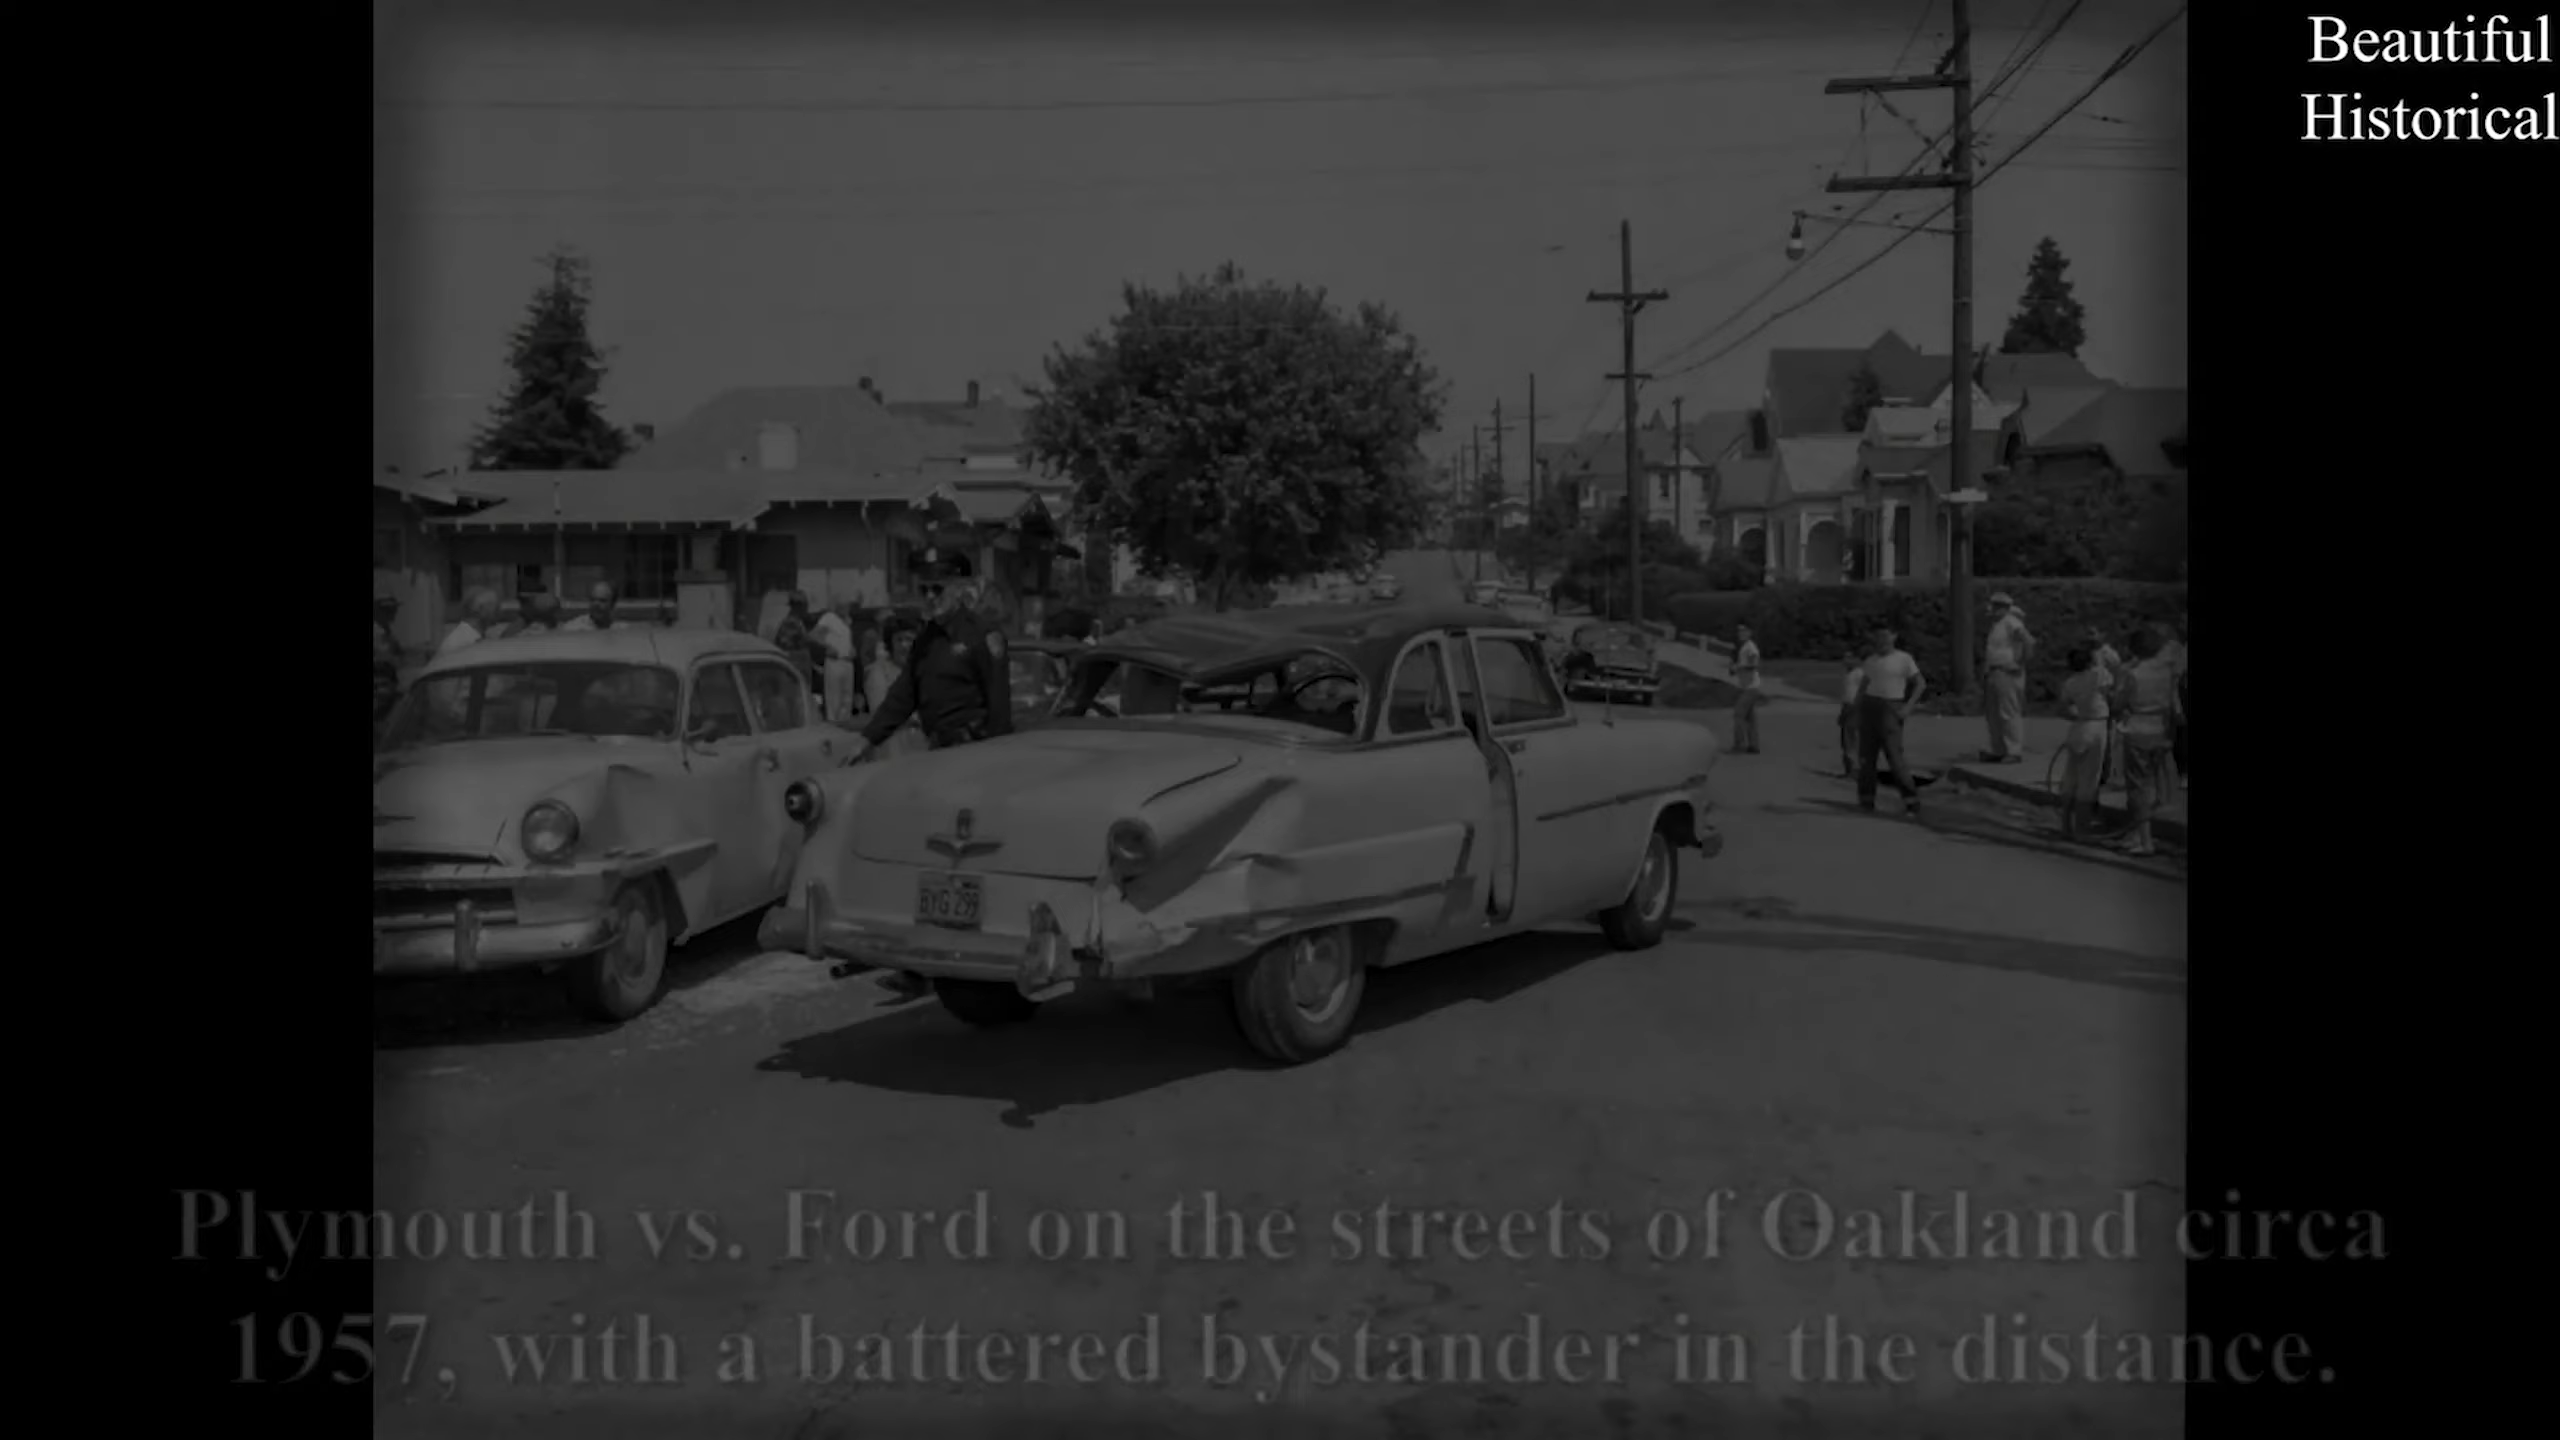 Beautiful
Historical
BYG 299
Plymouth vs. Ford on the streets of Oakland circa
1957, with a battered bystander in the distance.